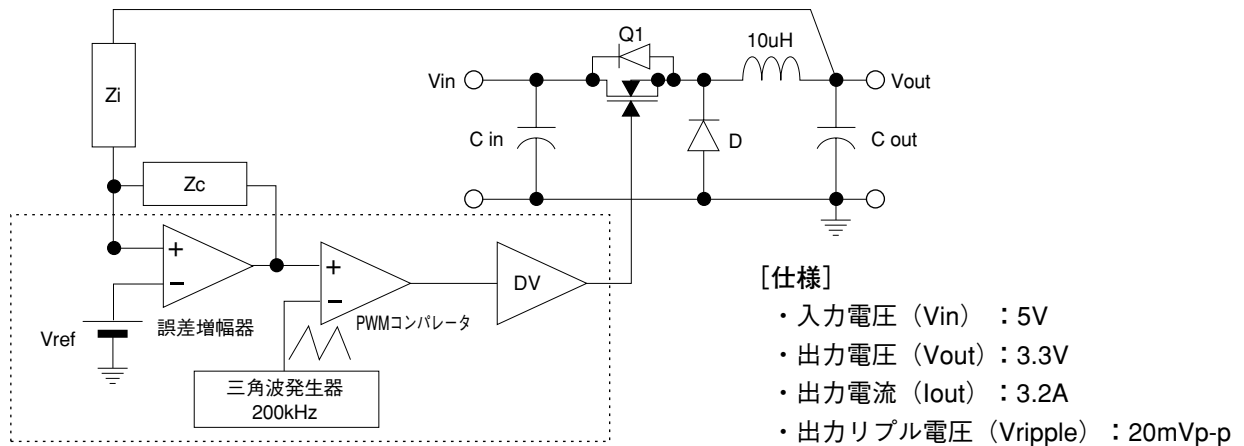 Q1
10uH
Vin
Vout
Zi
C in
D
C out
Zc
+
−
+
−
DV
Vref
誤差増幅器
PWMコンパレータ
三角波発生器
200kHz
[仕様]
・入力電圧（Vin）：5V
・出力電圧（Vout）：3.3V
・出力電流（Iout）：3.2A
・出力リプル電圧（Vripple）：20mVp-p